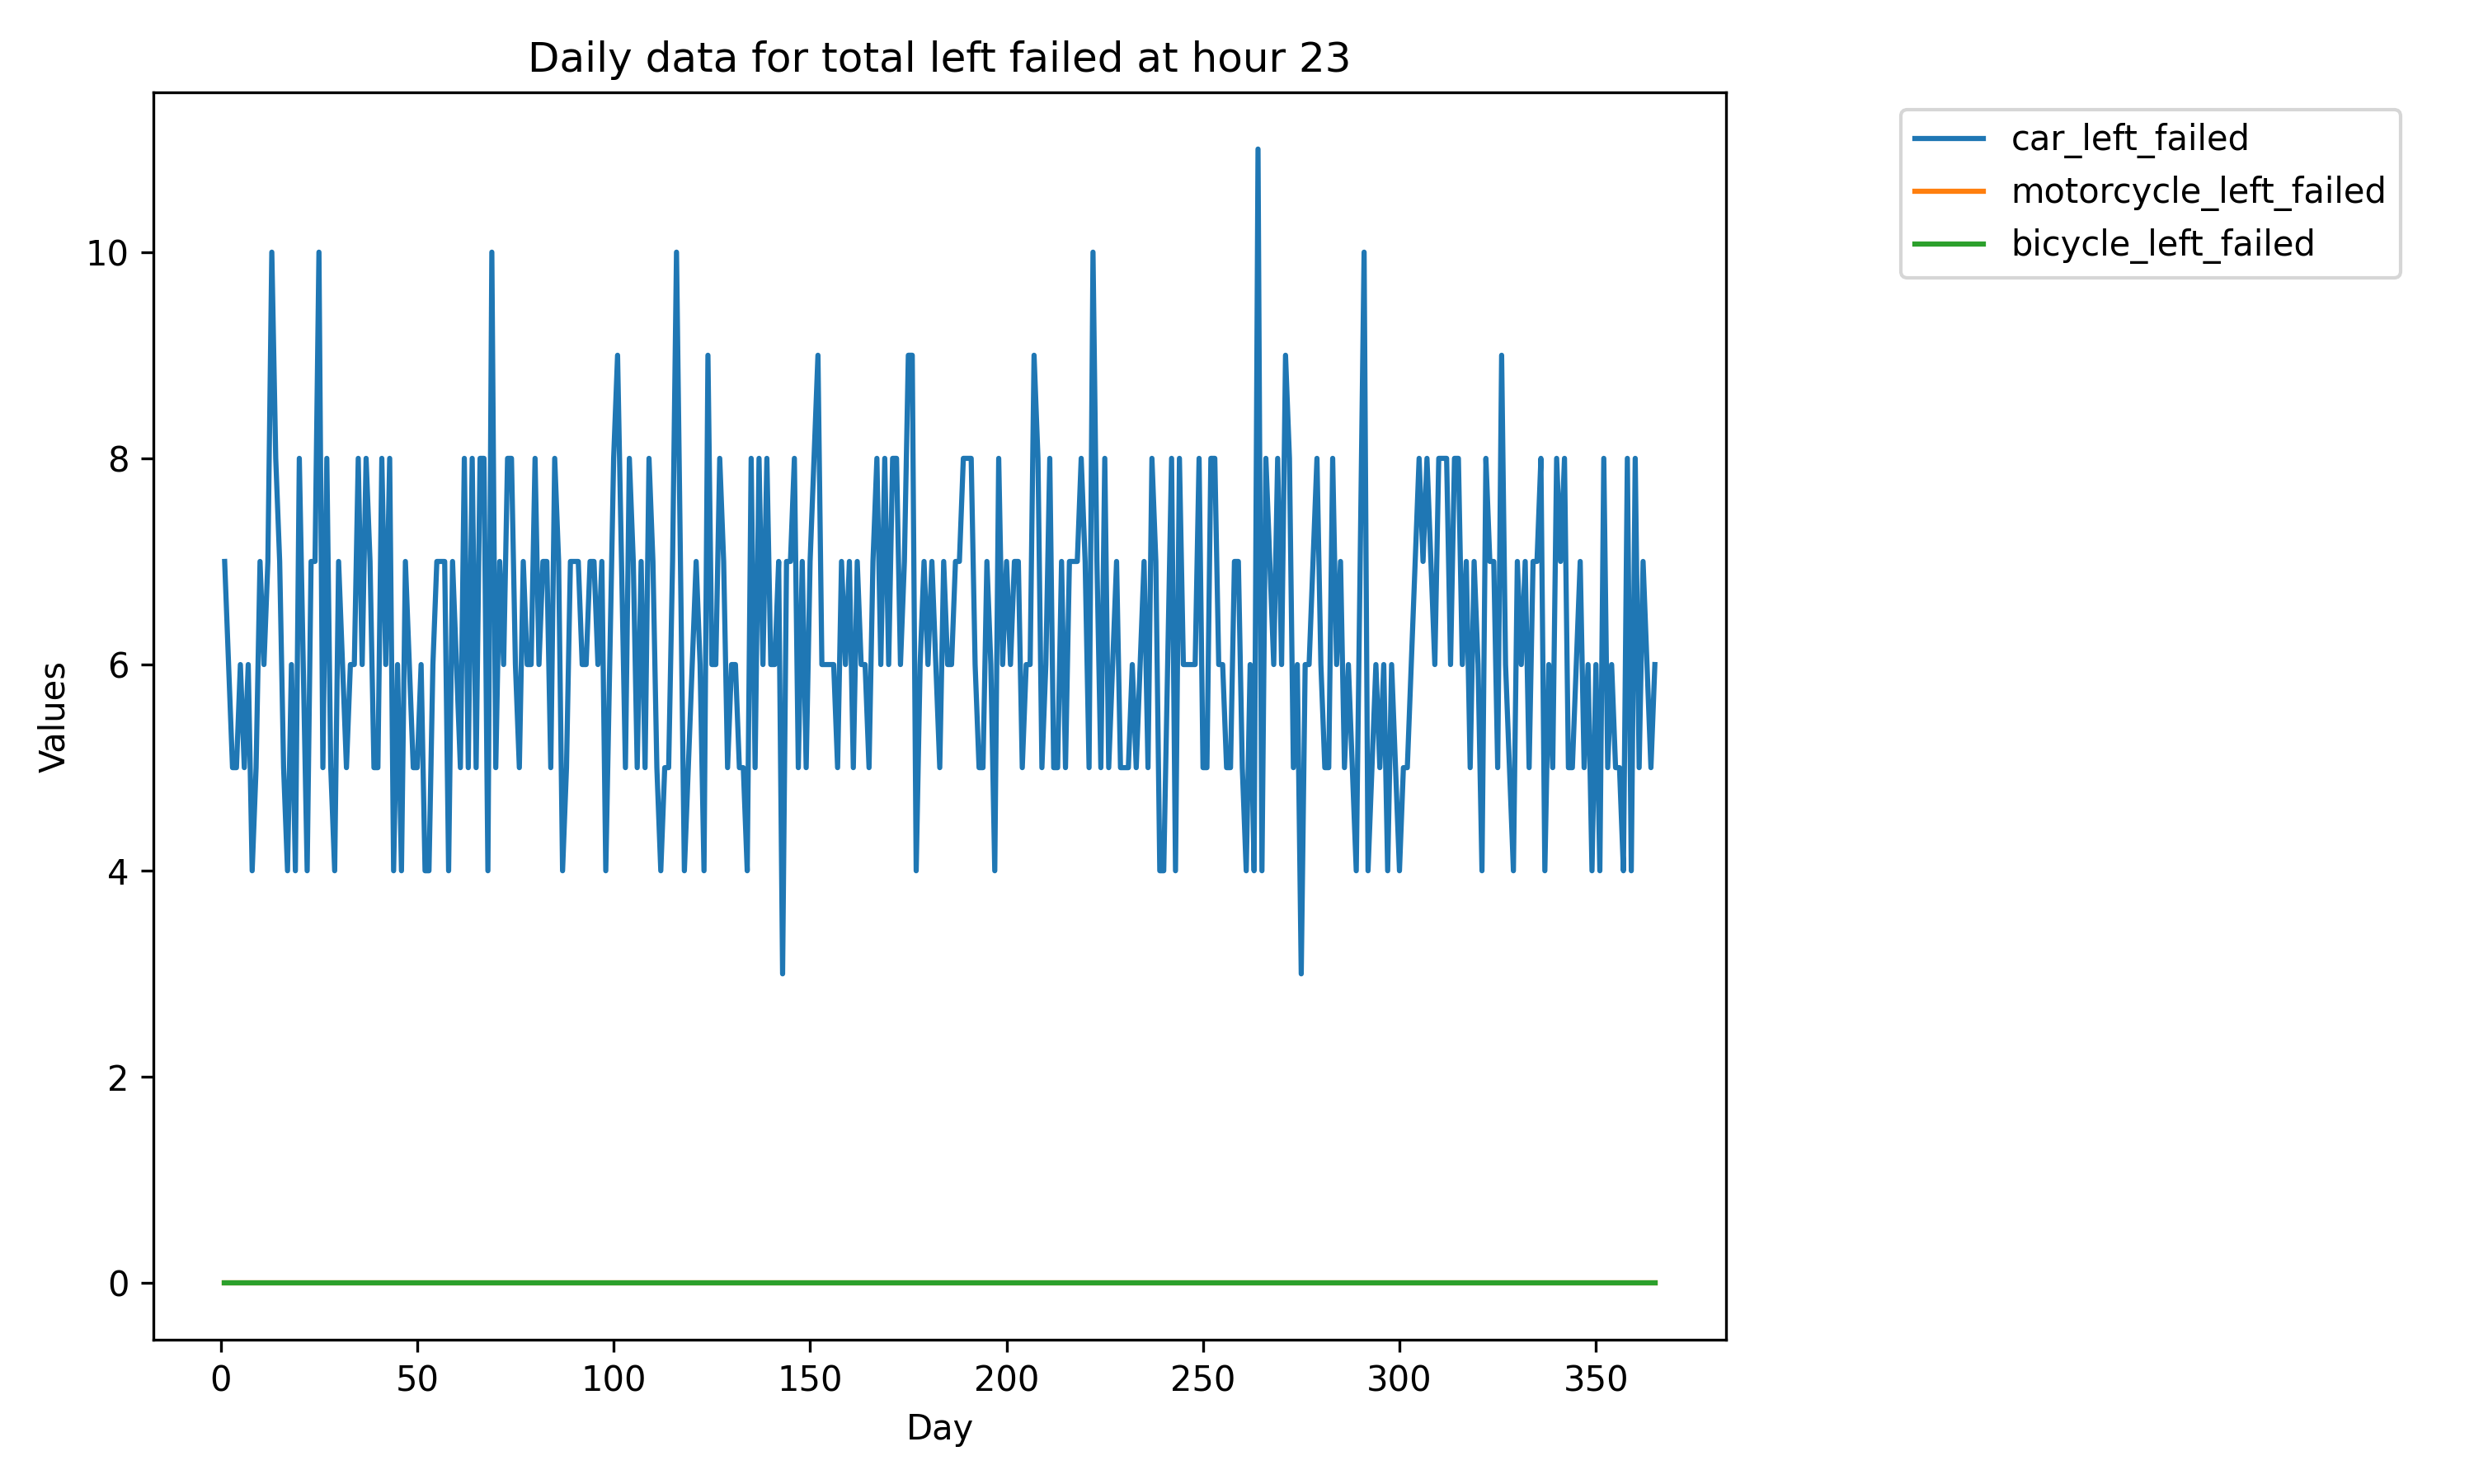 Daily data for total left failed at hour 23
car_left_failed
motorcycle_left_failed
bicycle_left_failed
Values
10
8
6
4
2
0
0 50 100 150 200 250 300 350
Day